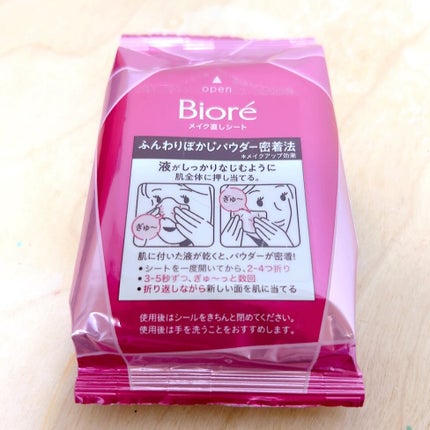 open
Bioré
メイク直しシート
ふんわりぼかしパウダー密着法
※メイクアップ効果
液がしっかりなじむように
肌全体に押し当てる。
ぎゅ〜
ぎゅ〜
肌に付いた液が乾くと、パウダーが密着!
•シートを一度開いてから、2-4つ折り
•3-5秒ずつ、ぎゅ〜っと数回
•折り返しながら新しい面を肌に当てる
使用後はシールをきちんと閉めてください。
使用後は手を洗うことをおすすめします。